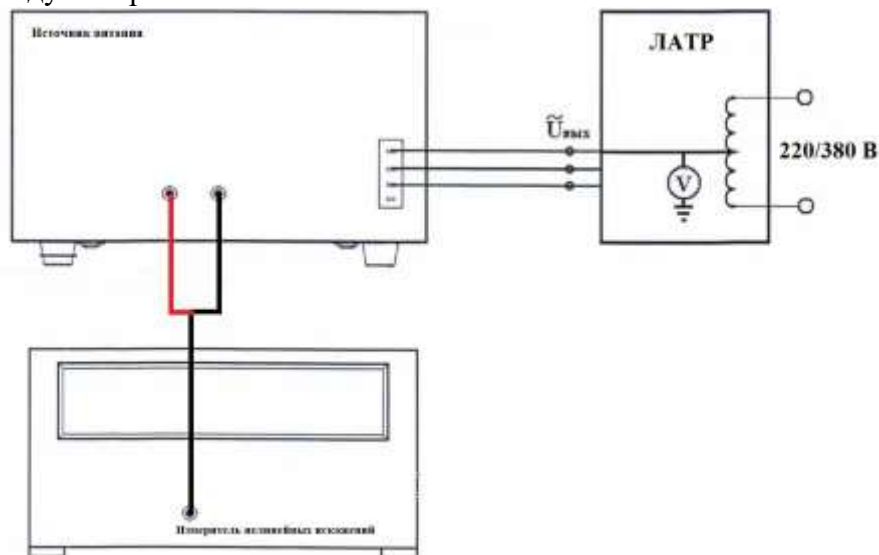 Источник питания
ЛАТР
Ũвых
220/380 В
V
Измеритель нелинейных искажений